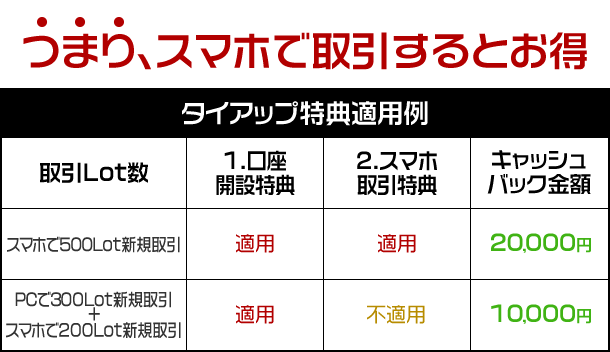 つまり、スマホで取引するとお得
タイアップ特典適用例
取引Lot数
1.口座
開設特典
2.スマホ
取引特典
キャッシュ
バック金額
スマホで500Lot新規取引
適用
適用
20,000円
PCで300Lot新規取引
+
スマホで200Lot新規取引
適用
不適用
10,000円